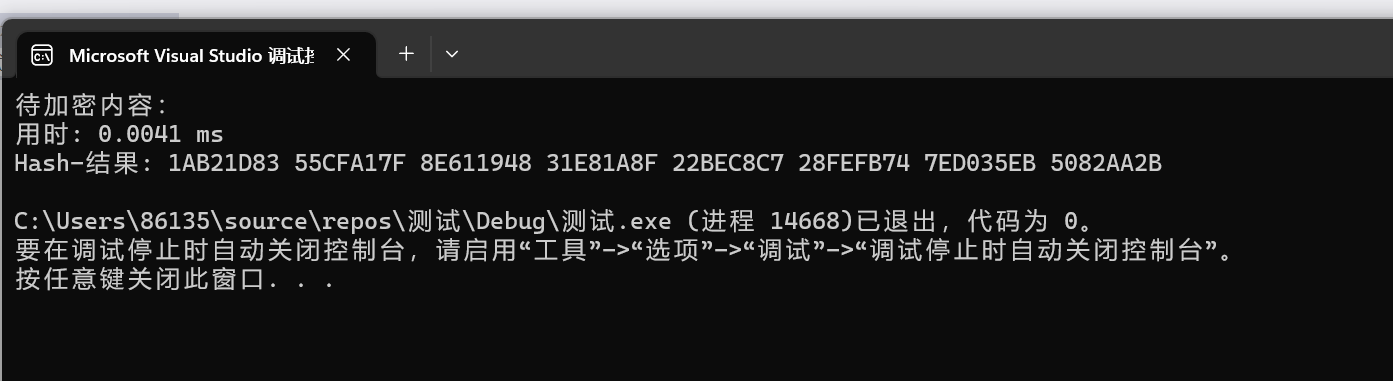 Microsoft Visual Studio 调试控
待加密内容：
用时: 0.0041 ms
Hash-结果: 1AB21D83 55CFA17F 8E611948 31E81A8F 22BEC8C7 28FEFB74 7ED035EB 5082AA2B
C:\Users\86135\source\repos\测试\Debug\测试.exe (进程 14668)已退出，代码为 0。
要在调试停止时自动关闭控制台，请启用“工具”->“选项”->“调试”->“调试停止时自动关闭控制台”。
按任意键关闭此窗口. . .